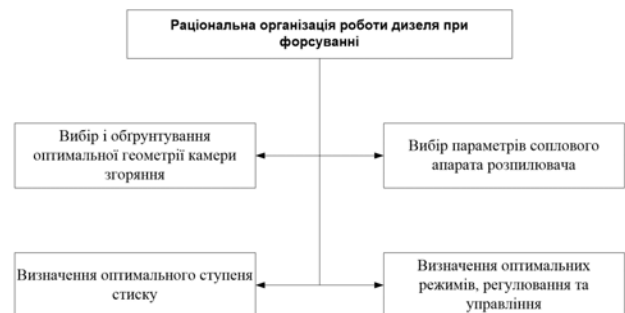 Раціональна організація роботи дизеля при
форсуванні
Вибір і обґрунтування
оптимальної геометрії камери
згоряння
Вибір параметрів соплового
апарата розпилювача
Визначення оптимального ступеня
стиску
Визначення оптимальних
режимів, регулювання та
управління